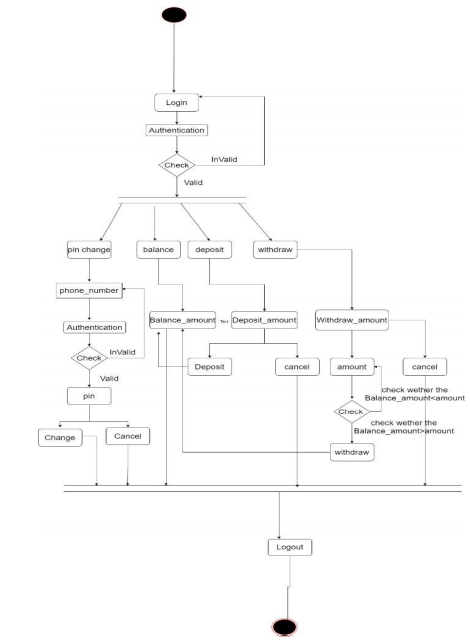 Login
Authentication
Check
InValid
Valid
pin change
balance
deposit
withdraw
phone_number
Balance_amount
Deposit_amount
Withdraw_amount
Authentication
Check
InValid
Deposit
cancel
amount
cancel
Valid
check wether the
Balance_amount<amount
pin
Check
check wether the
Balance_amount>amount
Change
Cancel
withdraw
Logout